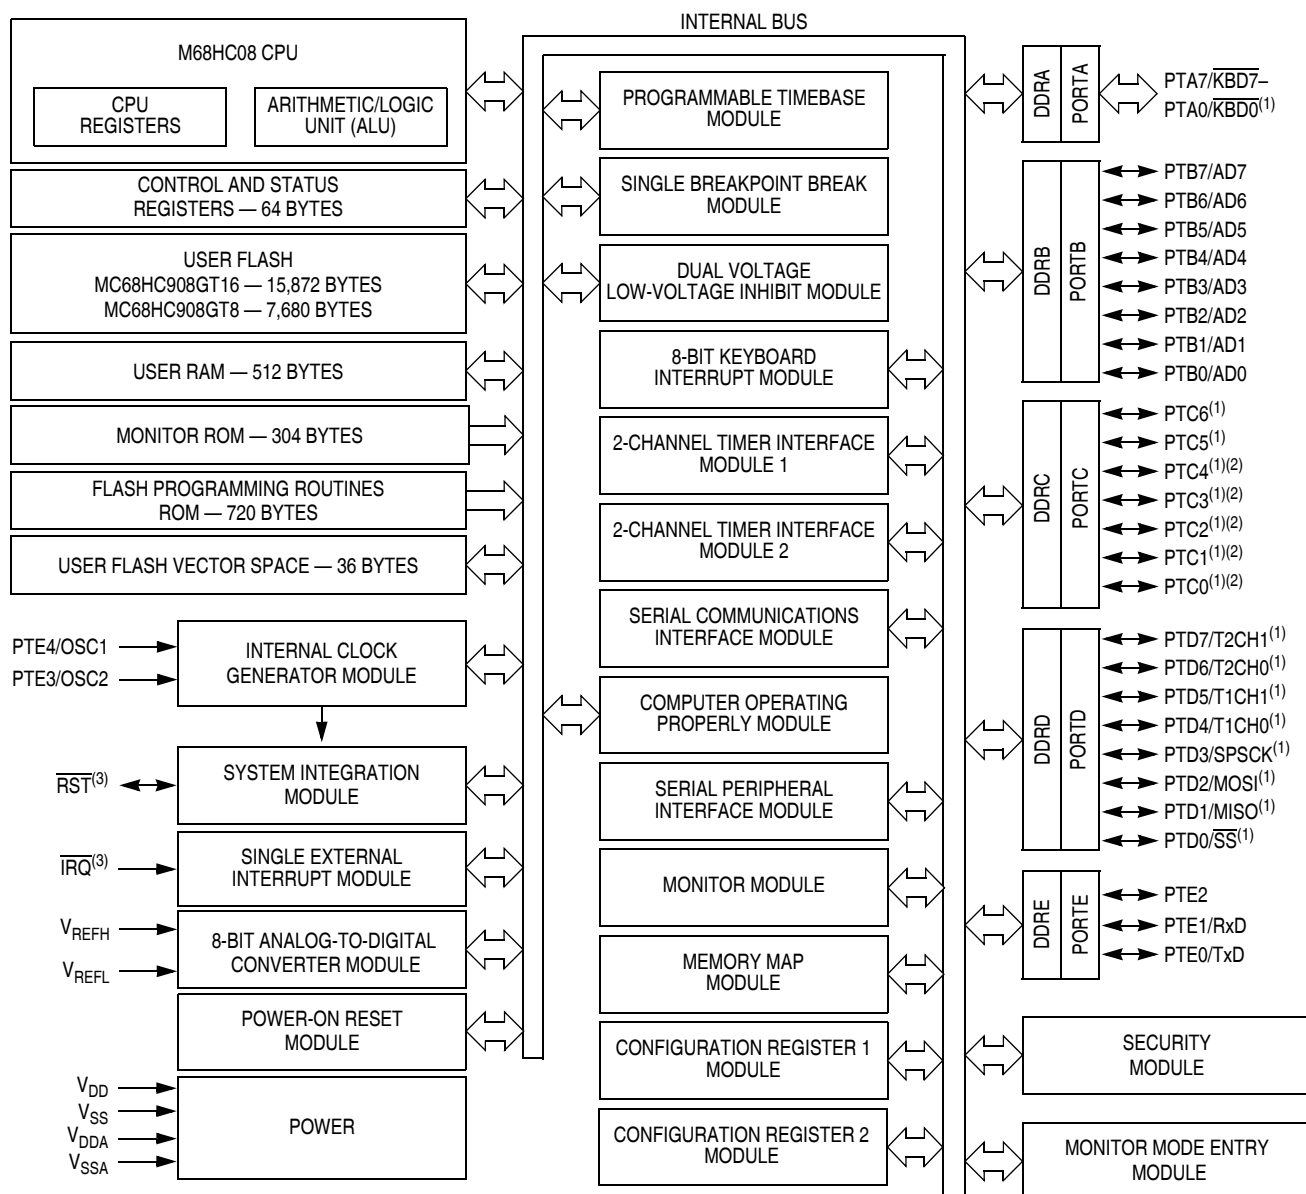 INTERNAL BUS
M68HC08 CPU
CPU
REGISTERS
ARITHMETIC/LOGIC
UNIT (ALU)
CONTROL AND STATUS
REGISTERS — 64 BYTES
USER FLASH
MC68HC908GT16 — 15,872 BYTES
MC68HC908GT8 — 7,680 BYTES
USER RAM — 512 BYTES
MONITOR ROM — 304 BYTES
FLASH PROGRAMMING ROUTINES
ROM — 720 BYTES
USER FLASH VECTOR SPACE — 36 BYTES
PTE4/OSC1
PTE3/OSC2
INTERNAL CLOCK
GENERATOR MODULE
RST(3)
SYSTEM INTEGRATION
MODULE
IRQ(3)
SINGLE EXTERNAL
INTERRUPT MODULE
VREFH
VREFL
8-BIT ANALOG-TO-DIGITAL
CONVERTER MODULE
POWER-ON RESET
MODULE
VDD
VSS
VDDA
VSSA
POWER
PROGRAMMABLE TIMEBASE
MODULE
SINGLE BREAKPOINT BREAK
MODULE
DUAL VOLTAGE
LOW-VOLTAGE INHIBIT MODULE
8-BIT KEYBOARD
INTERRUPT MODULE
2-CHANNEL TIMER INTERFACE
MODULE 1
2-CHANNEL TIMER INTERFACE
MODULE 2
SERIAL COMMUNICATIONS
INTERFACE MODULE
COMPUTER OPERATING
PROPERLY MODULE
SERIAL PERIPHERAL
INTERFACE MODULE
MONITOR MODULE
MEMORY MAP
MODULE
CONFIGURATION REGISTER 1
MODULE
CONFIGURATION REGISTER 2
MODULE
DDRA
PORTA
PTA7/KBD7–
PTA0/KBD0(1)
DDRB
PORTB
PTB7/AD7
PTB6/AD6
PTB5/AD5
PTB4/AD4
PTB3/AD3
PTB2/AD2
PTB1/AD1
PTB0/AD0
DDRC
PORTC
PTC6(1)
PTC5(1)
PTC4(1)(2)
PTC3(1)(2)
PTC2(1)(2)
PTC1(1)(2)
PTC0(1)(2)
DDRD
PORTD
PTD7/T2CH1(1)
PTD6/T2CH0(1)
PTD5/T1CH1(1)
PTD4/T1CH0(1)
PTD3/SPSCK(1)
PTD2/MOSI(1)
PTD1/MISO(1)
PTD0/SS(1)
DDRE
PORTE
PTE2
PTE1/RxD
PTE0/TxD
SECURITY
MODULE
MONITOR MODE ENTRY
MODULE